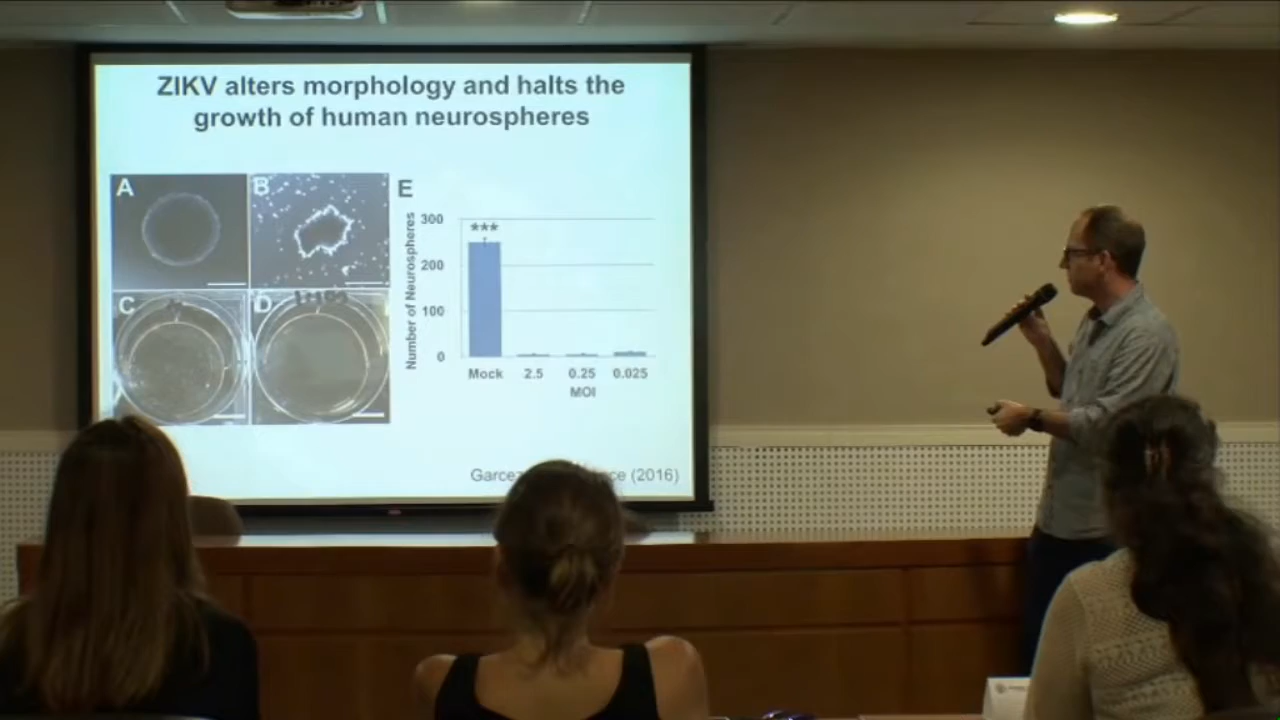 ZIKV alters morphology and halts the
growth of human neurospheres
A
B
C
D
E
Number of Neurospheres
300
200
100
0
***
Mock
2.5
0.25
0.025
MOI
(2016)